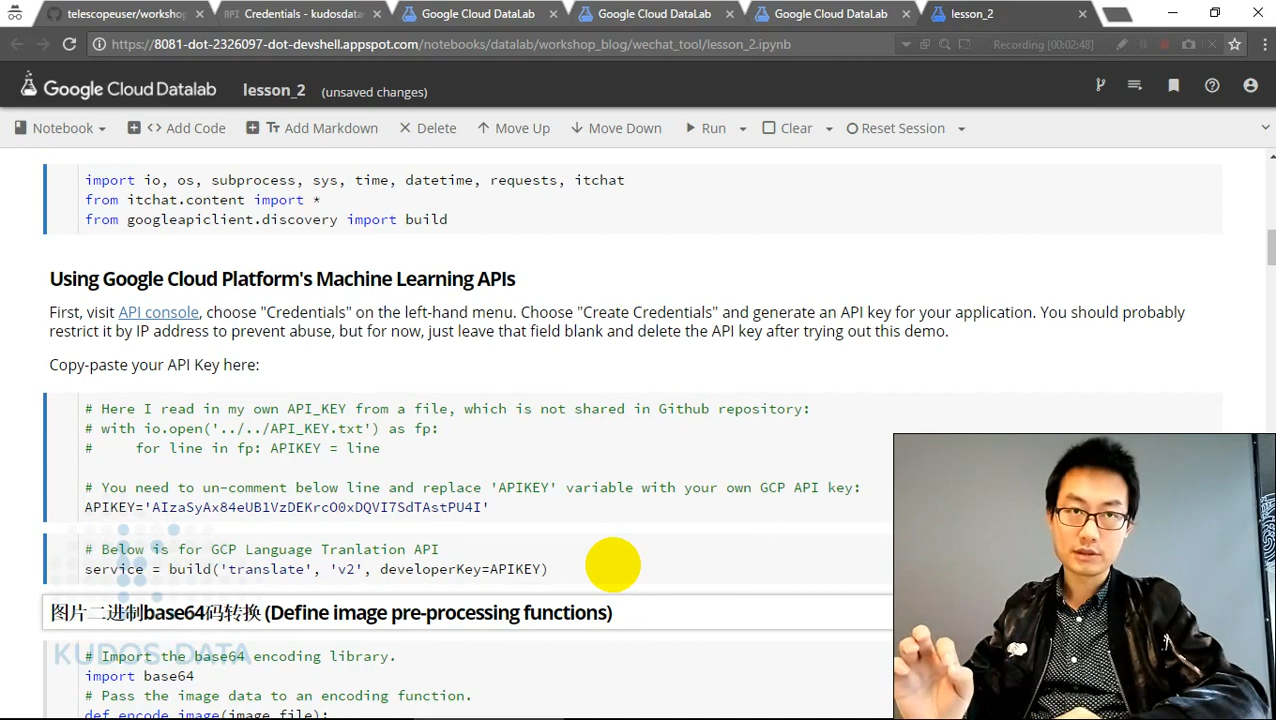 telescopeuser/workshop
API Credentials - kudosdata
Google Cloud DataLab
Google Cloud DataLab
Google Cloud DataLab
lesson_2
https://8081-dot-2326097-dot-devshell.appspot.com/notebooks/datalab/workshop_blog/wechat_tool/lesson_2.ipynb
Recording [00:02:48]
Google Cloud Datalab
lesson_2 (unsaved changes)
Notebook
<> Add Code
Tт Add Markdown
Delete
Move Up
Move Down
Run
Clear
Reset Session
import io, os, subprocess, sys, time, datetime, requests, itchat
from itchat.content import *
from googleapiclient.discovery import build
Using Google Cloud Platform's Machine Learning APIs
First, visit API console, choose "Credentials" on the left-hand menu. Choose "Create Credentials" and generate an API key for your application. You should probably
restrict it by IP address to prevent abuse, but for now, just leave that field blank and delete the API key after trying out this demo.
Copy-paste your API Key here:
# Here I read in my own API_KEY from a file, which is not shared in Github repository:
# with io.open('../../API_KEY.txt') as fp:
#     for line in fp: APIKEY = line
# You need to un-comment below line and replace 'APIKEY' variable with your own GCP API key:
APIKEY='AIzaSyAx84eUB1VzDEKrcO0xDQVI7SdTAstPU4I'
# Below is for GCP Language Tranlation API
service = build('translate', 'v2', developerKey=APIKEY)
图片二进制base64码转换 (Define image pre-processing functions)
KUDOS DATA
# Import the base64 encoding library.
import base64
# Pass the image data to an encoding function.
def encode_image(image_file):